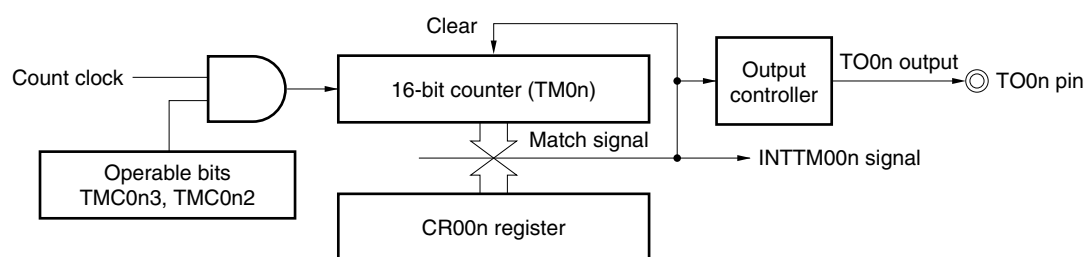 Clear
Count clock
16-bit counter (TM0n)
Output
controller
TO0n output
TO0n pin
Operable bits
TMC0n3, TMC0n2
Match signal
INTTM00n signal
CR00n register